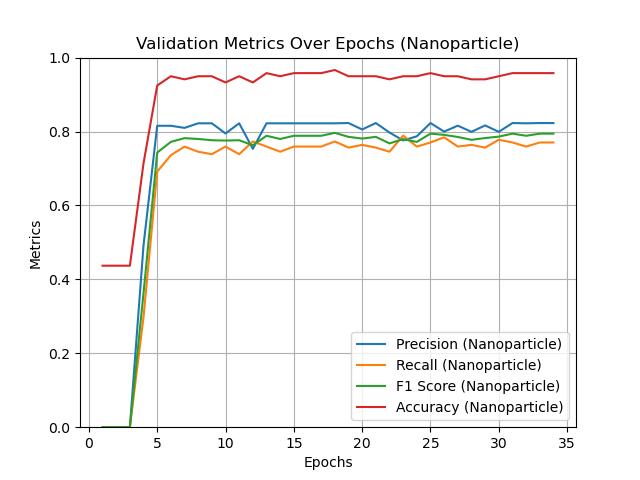 Validation Metrics Over Epochs (Nanoparticle)
1.0
0.8
0.6
0.4
0.2
0.0
Metrics
Precision (Nanoparticle)
Recall (Nanoparticle)
F1 Score (Nanoparticle)
Accuracy (Nanoparticle)
0 5 10 15 20 25 30 35
Epochs